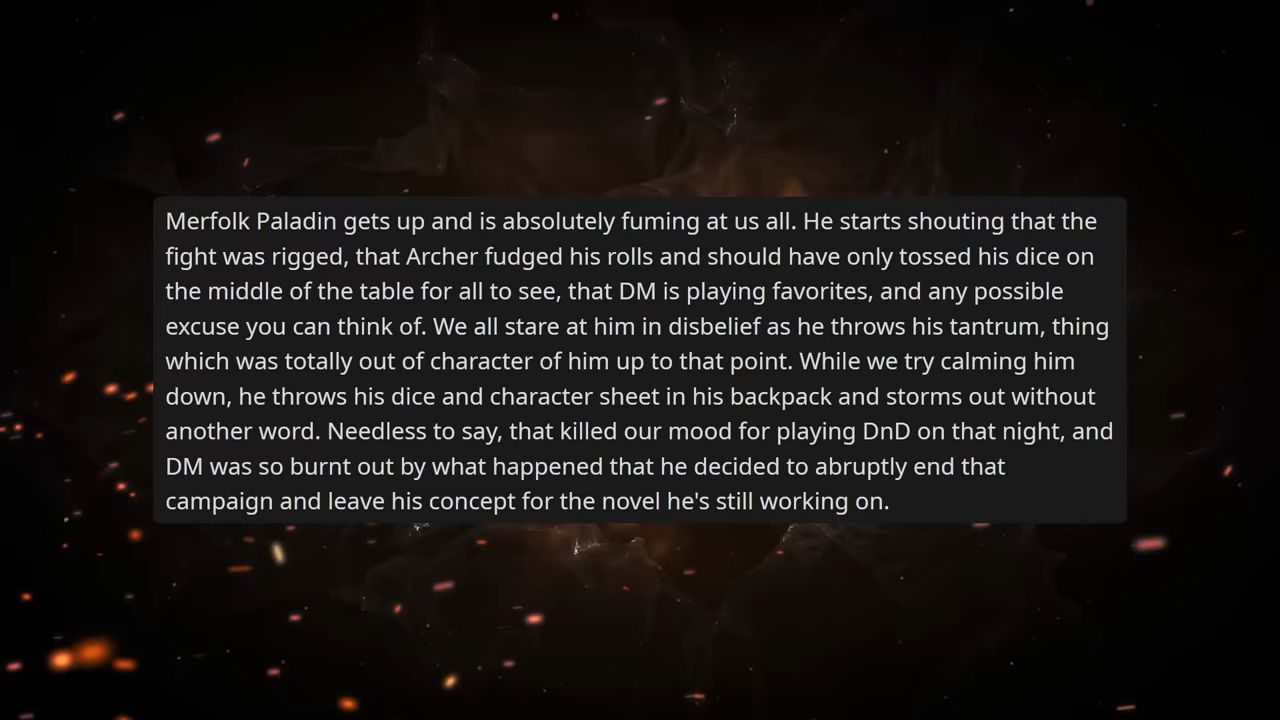 Merfolk Paladin gets up and is absolutely fuming at us all. He starts shouting that the
fight was rigged, that Archer fudged his rolls and should have only tossed his dice on
the middle of the table for all to see, that DM is playing favorites, and any possible
excuse you can think of. We all stare at him in disbelief as he throws his tantrum, thing
which was totally out of character of him up to that point. While we try calming him
down, he throws his dice and character sheet in his backpack and storms out without
another word. Needless to say, that killed our mood for playing DnD on that night, and
DM was so burnt out by what happened that he decided to abruptly end that
campaign and leave his concept for the novel he's still working on.